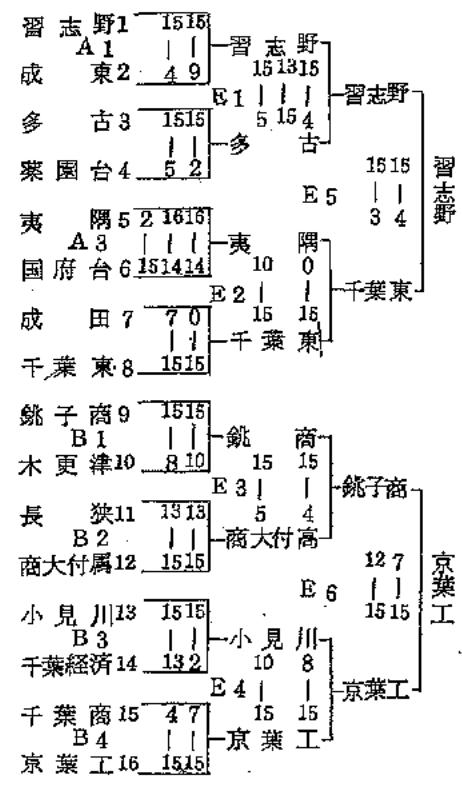 習志野1 15 15
A1 習志野
成東2 4 9 15 13 15
E1 習志野
多古3 15 15 5 15 4
多古
薬園台4 5 2 15 15
E5 習志野
夷隅5 2 16 16 3 4
A3 夷隅
国府台6 15 14 14 10 0
E2 千葉東
成田7 7 0 15 15
千葉東
千葉東8 15 15
銚子商9 15 15
B1 銚商
木更津10 8 10 15 15
E3 銚子商
長狭11 13 13 5 4
B2 商大付高
商大付属12 15 15 12 7
E6 京葉工
小見川13 15 15 15 15
B3 小見川
千葉経済14 13 2 10 8
E4 京葉工
千葉商15 4 7 15 15
B4 京葉工
京葉工16 15 15